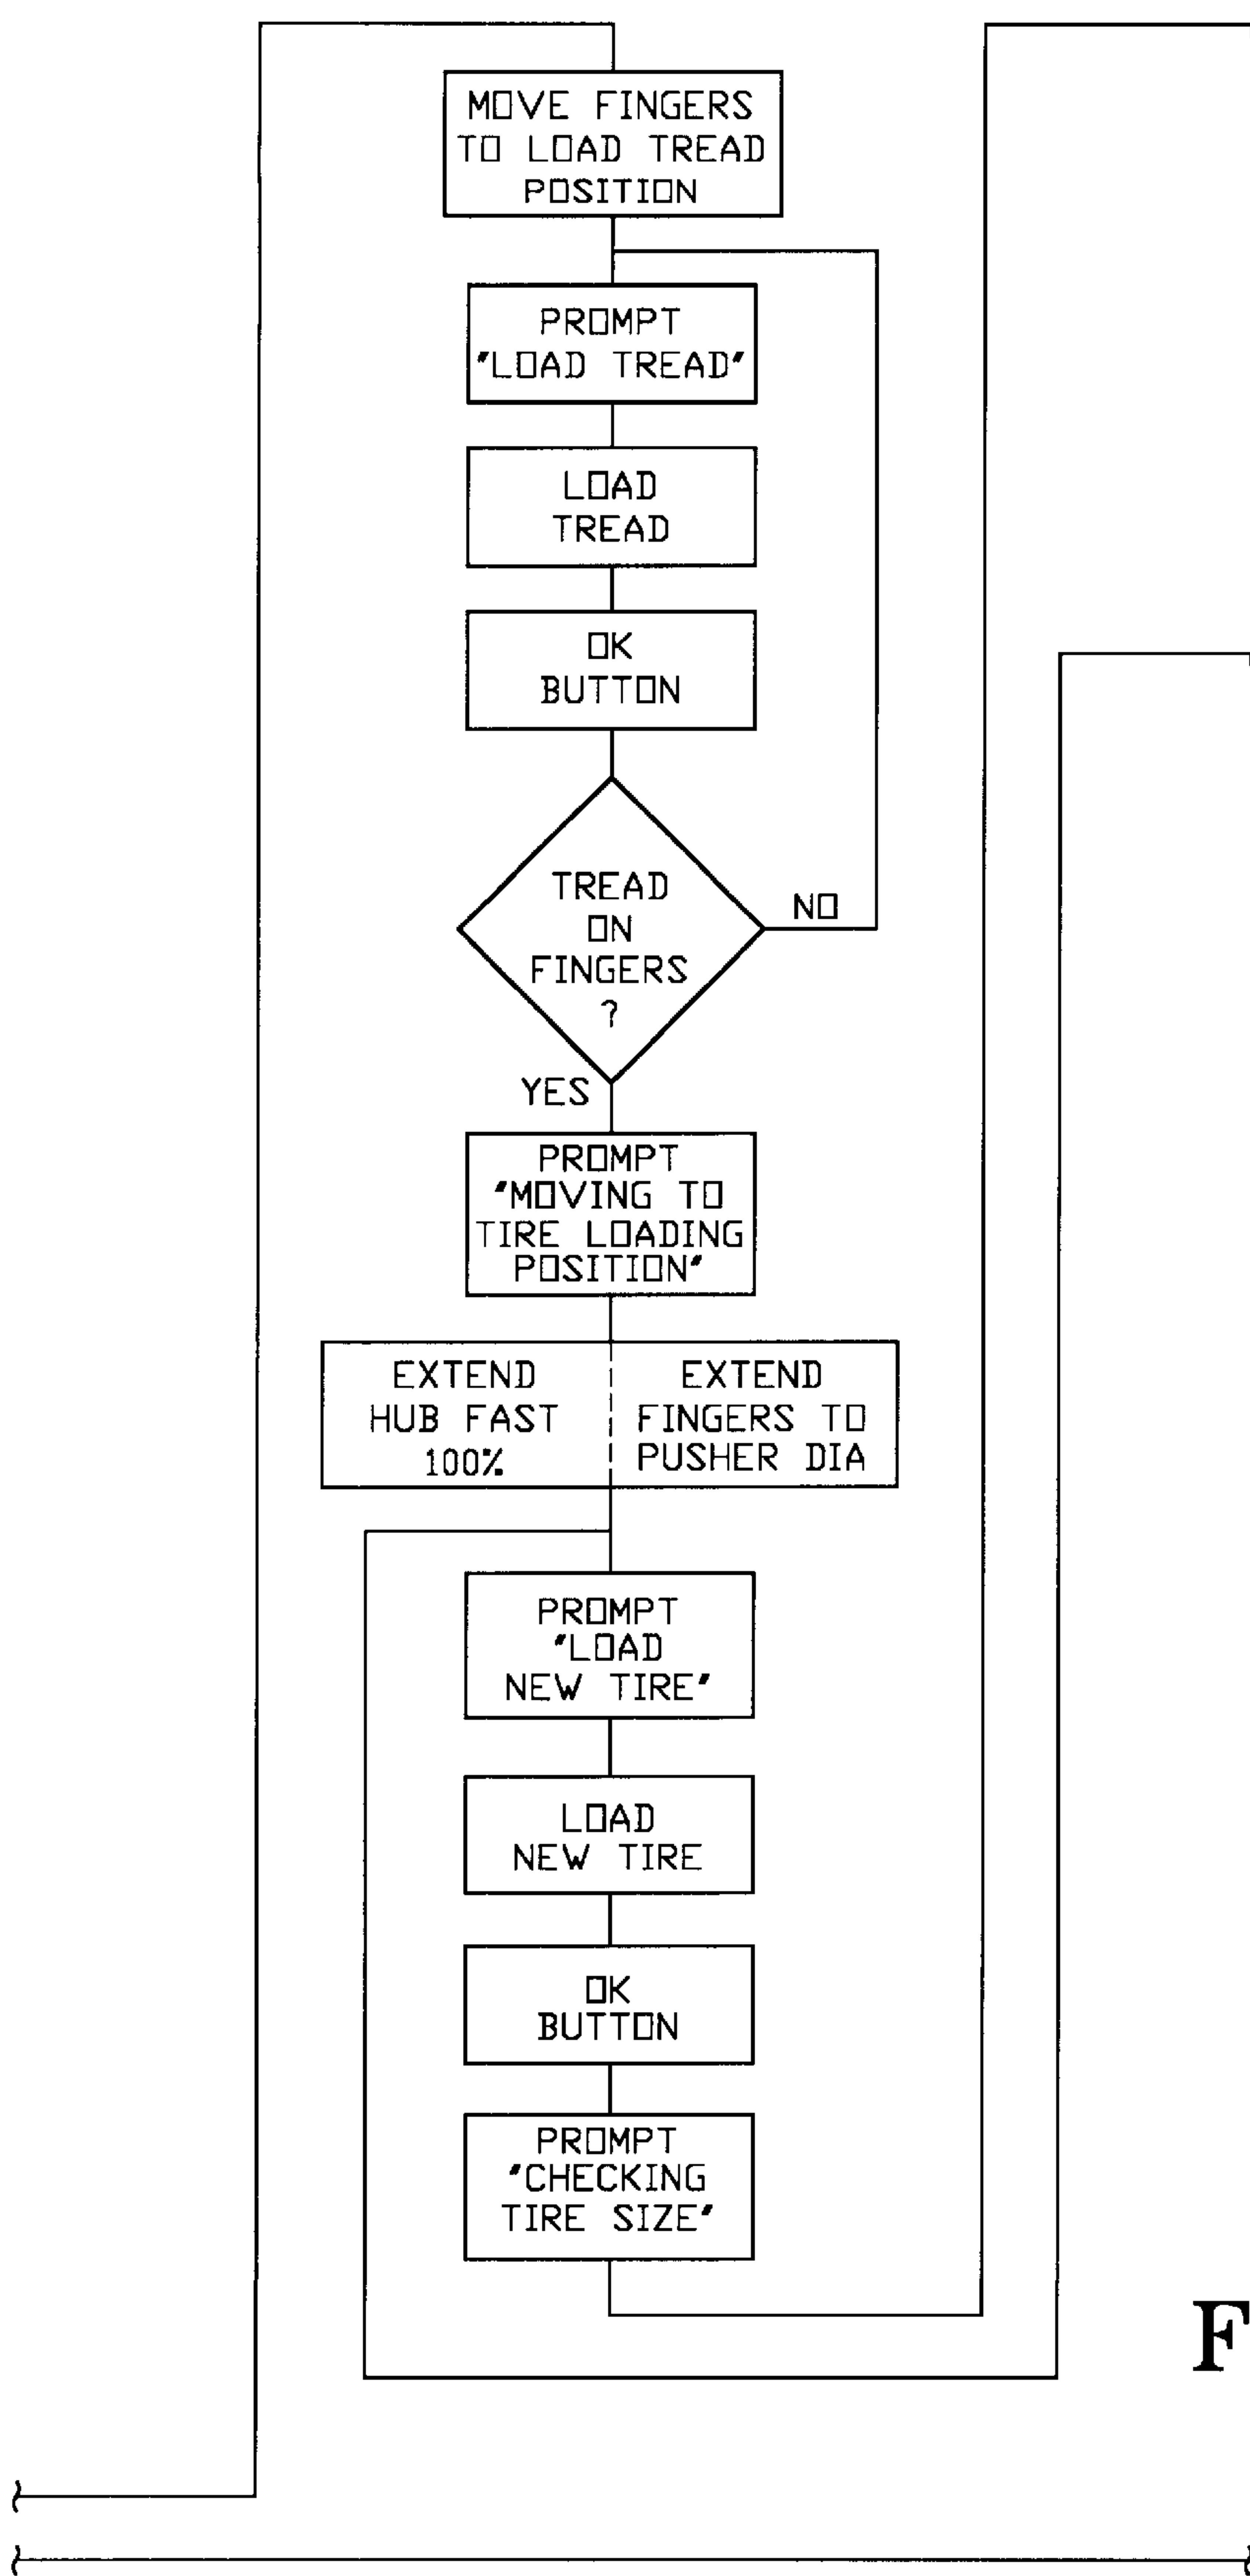 MOVE FINGERS
TO LOAD TREAD
POSITION
PROMPT
"LOAD TREAD"
LOAD
TREAD
OK
BUTTON
TREAD
ON
FINGERS
?
NO
YES
PROMPT
"MOVING TO
TIRE LOADING
POSITION"
EXTEND
HUB FAST
100%
EXTEND
FINGERS TO
PUSHER DIA
PROMPT
"LOAD
NEW TIRE"
LOAD
NEW TIRE
OK
BUTTON
PROMPT
"CHECKING
TIRE SIZE"
F